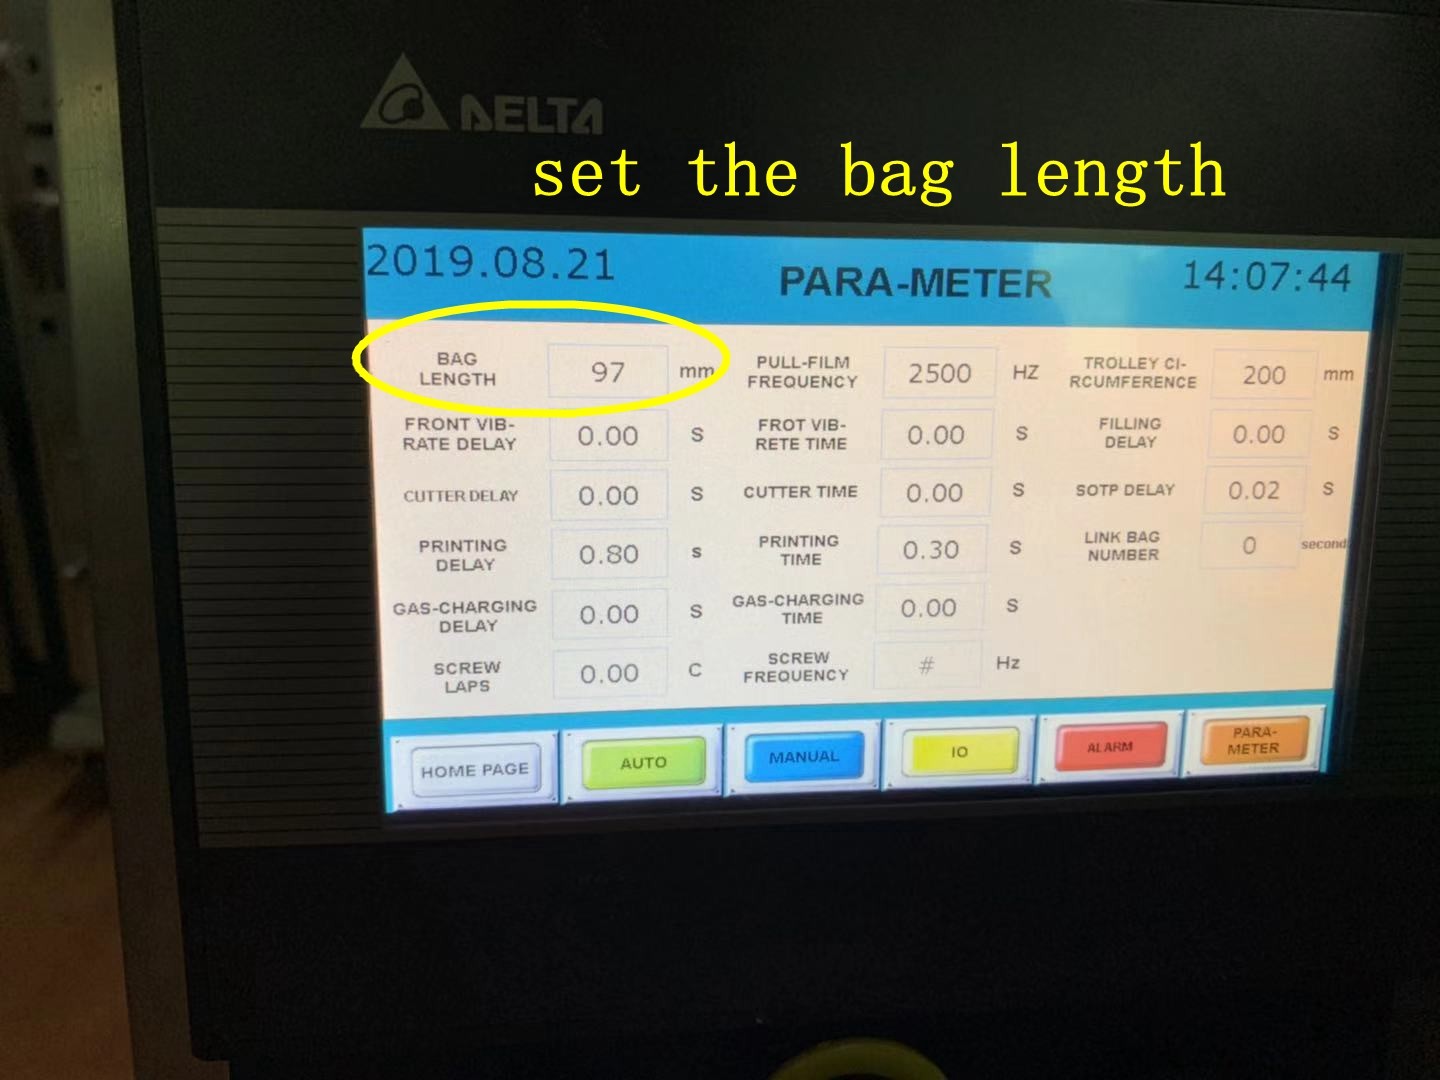 DELTA
set the bag length
2019.08.21 PARA-METER 14:07:44
BAG
LENGTH 97 mm
PULL-FILM
FREQUENCY 2500 HZ
TROLLEY CI-
RCUMFERENCE 200 mm
FRONT VIB-
RATE DELAY 0.00 S
FROT VIB-
RETE TIME 0.00 S
FILLING
DELAY 0.00 S
CUTTER DELAY 0.00 S
CUTTER TIME 0.00 S
SOTP DELAY 0.02 S
PRINTING
DELAY 0.80 s
PRINTING
TIME 0.30 S
LINK BAG
NUMBER 0 second
GAS-CHARGING
DELAY 0.00 S
GAS-CHARGING
TIME 0.00 S
SCREW
LAPS 0.00 C
SCREW
FREQUENCY # Hz
HOME PAGE
AUTO
MANUAL
IO
ALARM
PARA-
METER